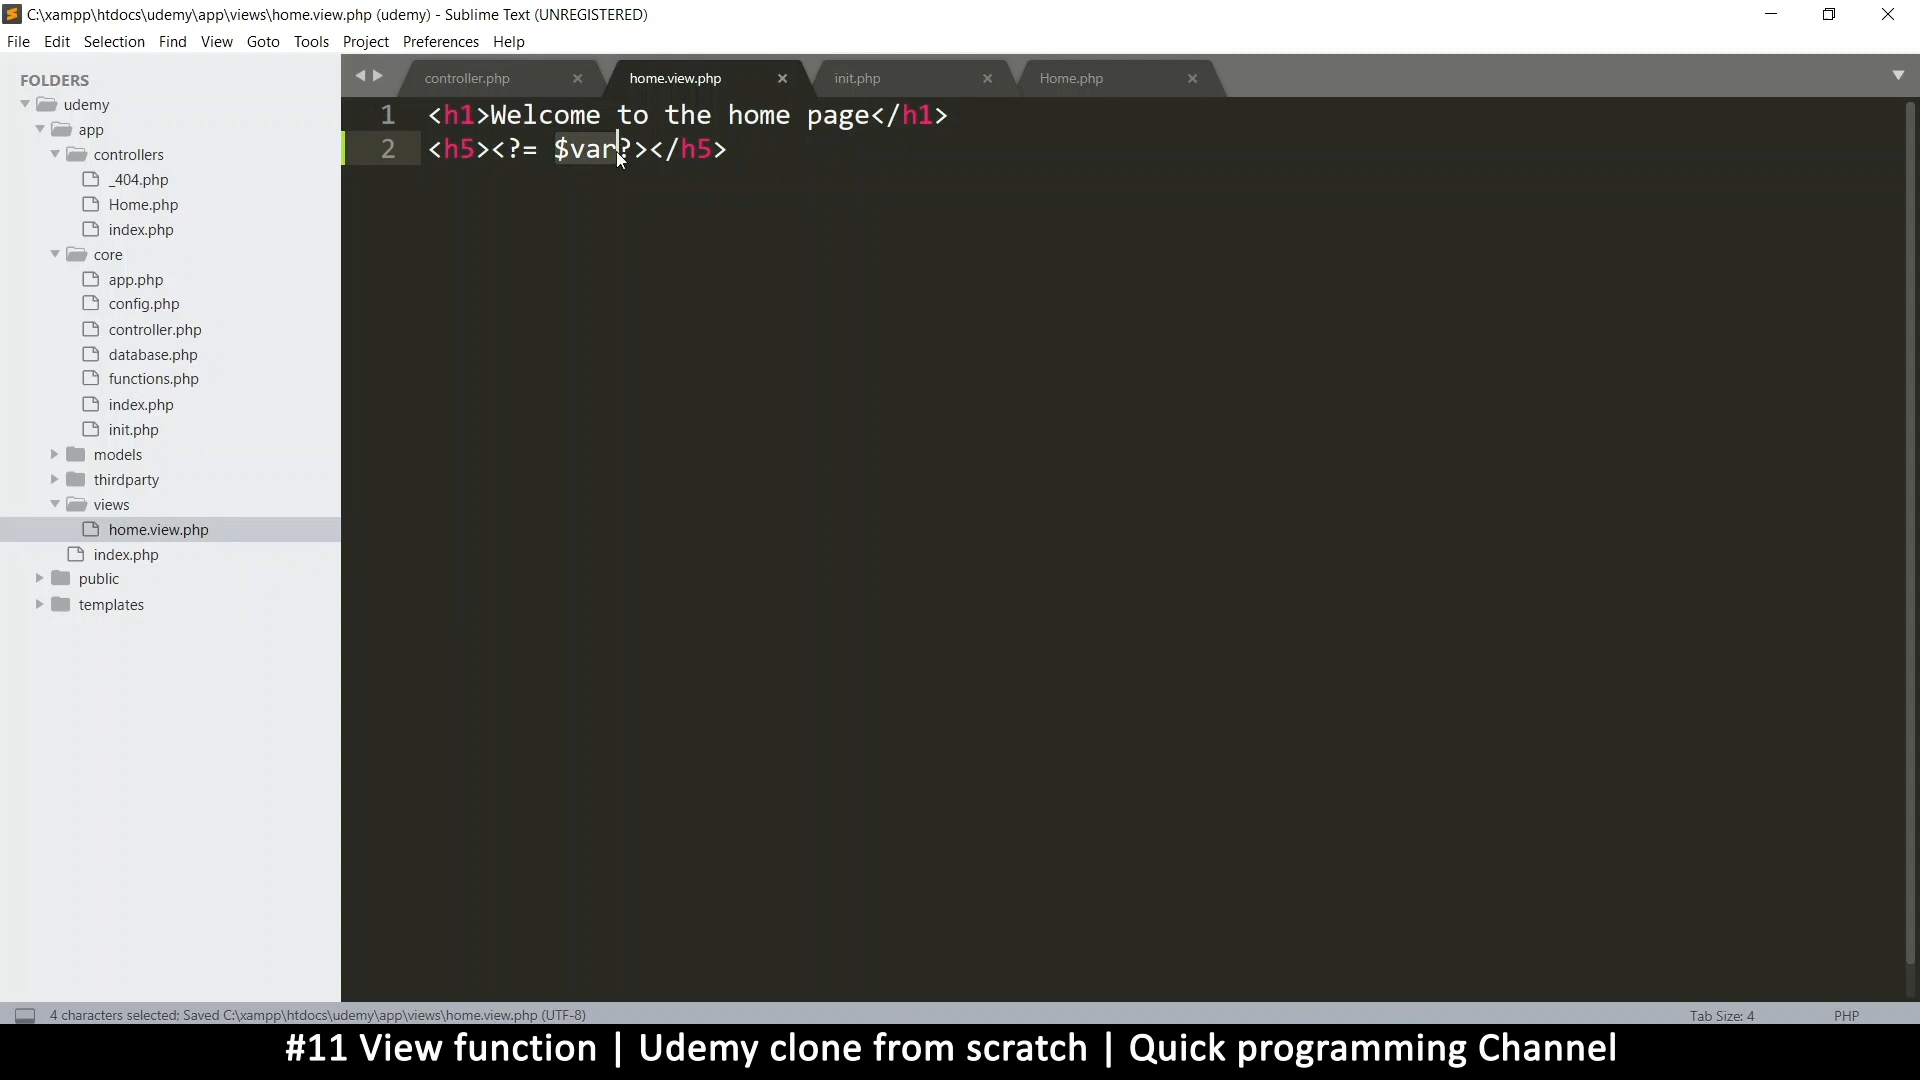 C:\xampp\htdocs\udemy\app\views\home.view.php (udemy) - Sublime Text (UNREGISTERED)
File Edit Selection Find View Goto Tools Project Preferences Help
FOLDERS
udemy
app
controllers
_404.php
Home.php
index.php
core
app.php
config.php
controller.php
database.php
functions.php
index.php
init.php
models
thirdparty
views
home.view.php
index.php
public
templates
controller.php home.view.php init.php Home.php
1 <h1>Welcome to the home page</h1>
2 <h5><?= $var?></h5>
4 characters selected; Saved C:\xampp\htdocs\udemy\app\views\home.view.php (UTF-8) Tab Size: 4 PHP
#11 View function | Udemy clone from scratch | Quick programming Channel